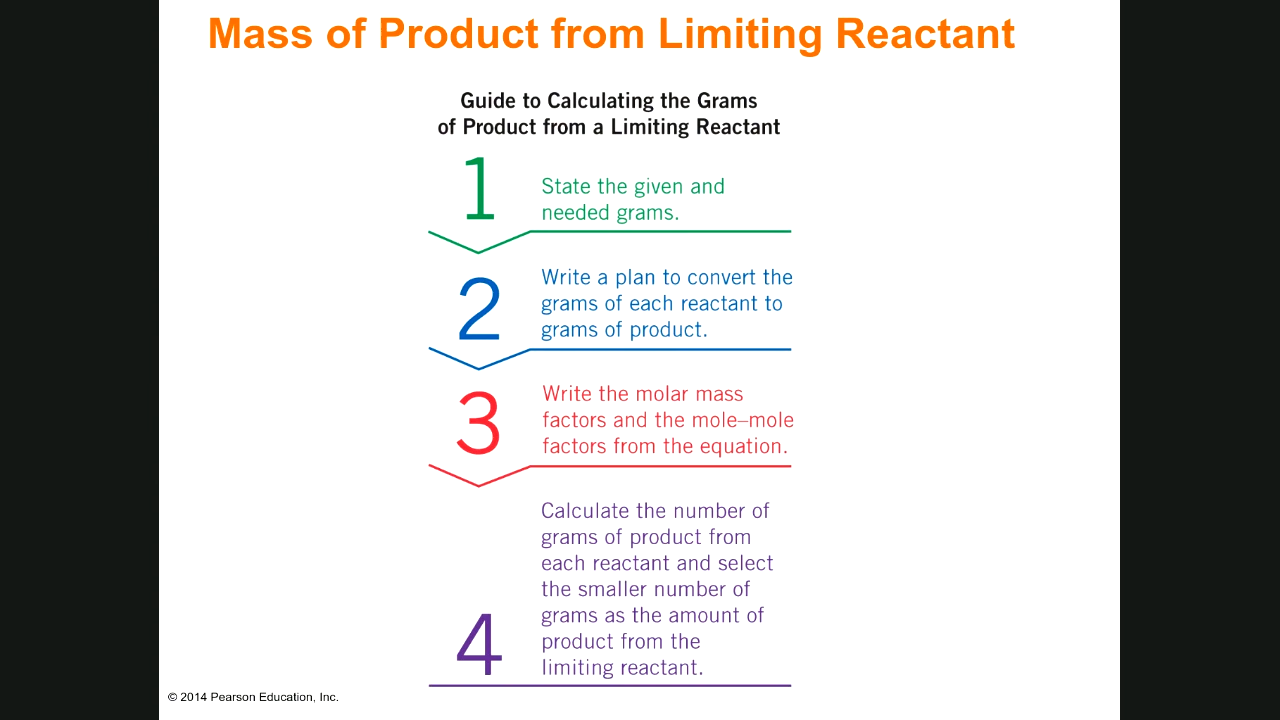 Mass of Product from Limiting Reactant
Guide to Calculating the Grams
of Product from a Limiting Reactant
1
State the given and
needed grams.
2
Write a plan to convert the
grams of each reactant to
grams of product.
3
Write the molar mass
factors and the mole–mole
factors from the equation.
4
Calculate the number of
grams of product from
each reactant and select
the smaller number of
grams as the amount of
product from the
limiting reactant.
© 2014 Pearson Education, Inc.